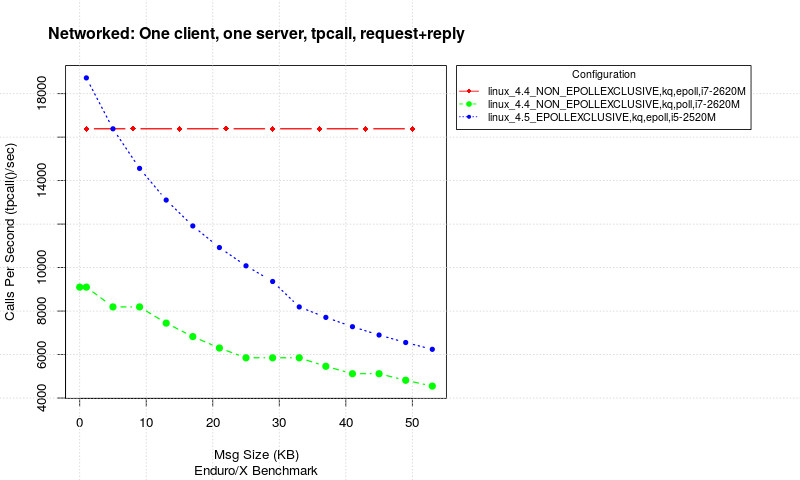 Networked: One client, one server, tpcall, request+reply
Configuration
linux_4.4_NON_EPOLLEXCLUSIVE,kq,epoll,i7-2620M
linux_4.4_NON_EPOLLEXCLUSIVE,kq,poll,i7-2620M
linux_4.5_EPOLLEXCLUSIVE,kq,epoll,i5-2520M
Calls Per Second (tpcall()/sec)
18000
14000
10000
8000
6000
4000
0 10 20 30 40 50
Msg Size (KB)
Enduro/X Benchmark